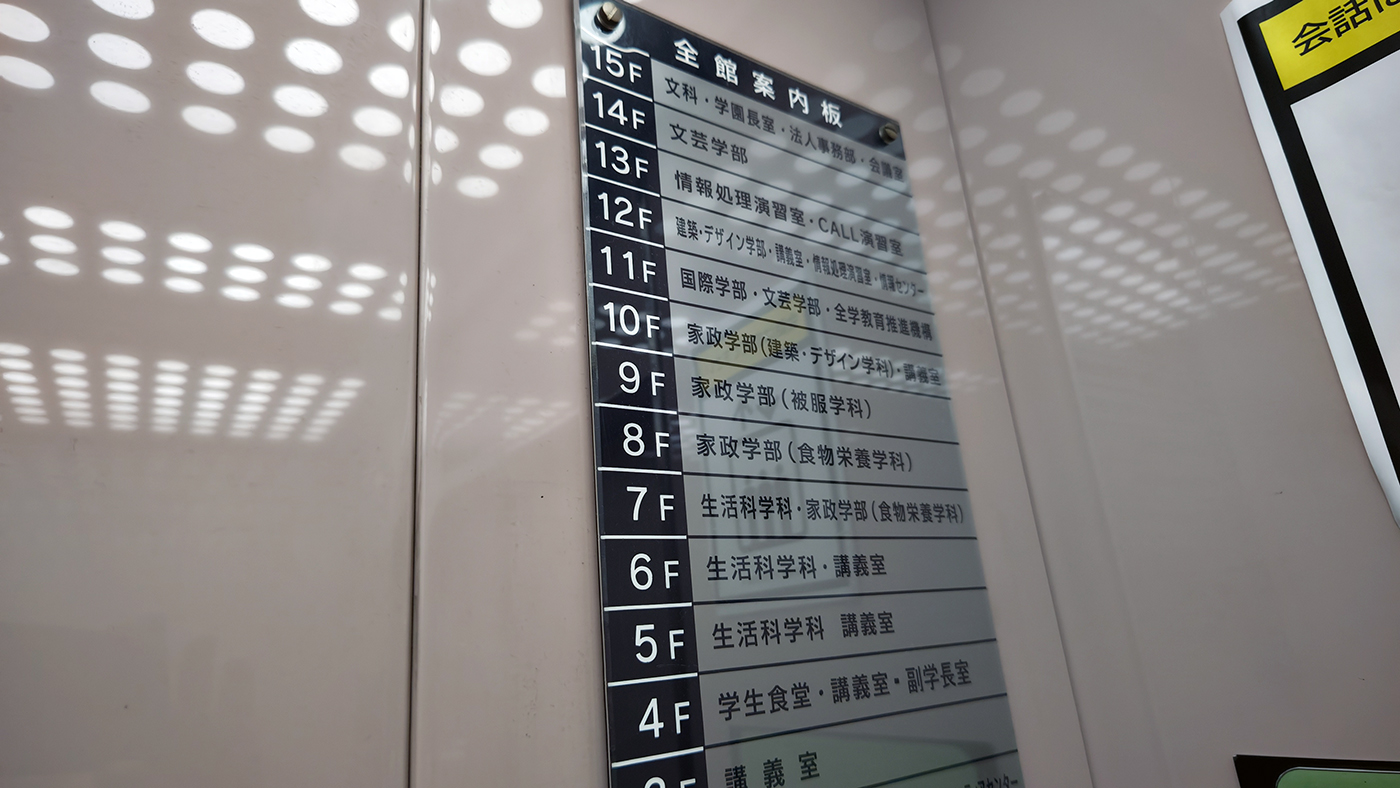 全館案内板
15F 文科・学園長室・法人事務部・会議室
14F 文芸学部
13F 情報処理演習室・CALL演習室
12F 建築・デザイン学部・講義室・情報処理演習室・情報センター
11F 国際学部・文芸学部・全学教育推進機構
10F 家政学部(建築・デザイン学科)・講義室
9F 家政学部(被服学科)
8F 家政学部(食物栄養学科)
7F 生活科学科・家政学部(食物栄養学科)
6F 生活科学科・講義室
5F 生活科学科 講義室
4F 学生食堂・講義室・副学長室
3F 講義室
センター
会話